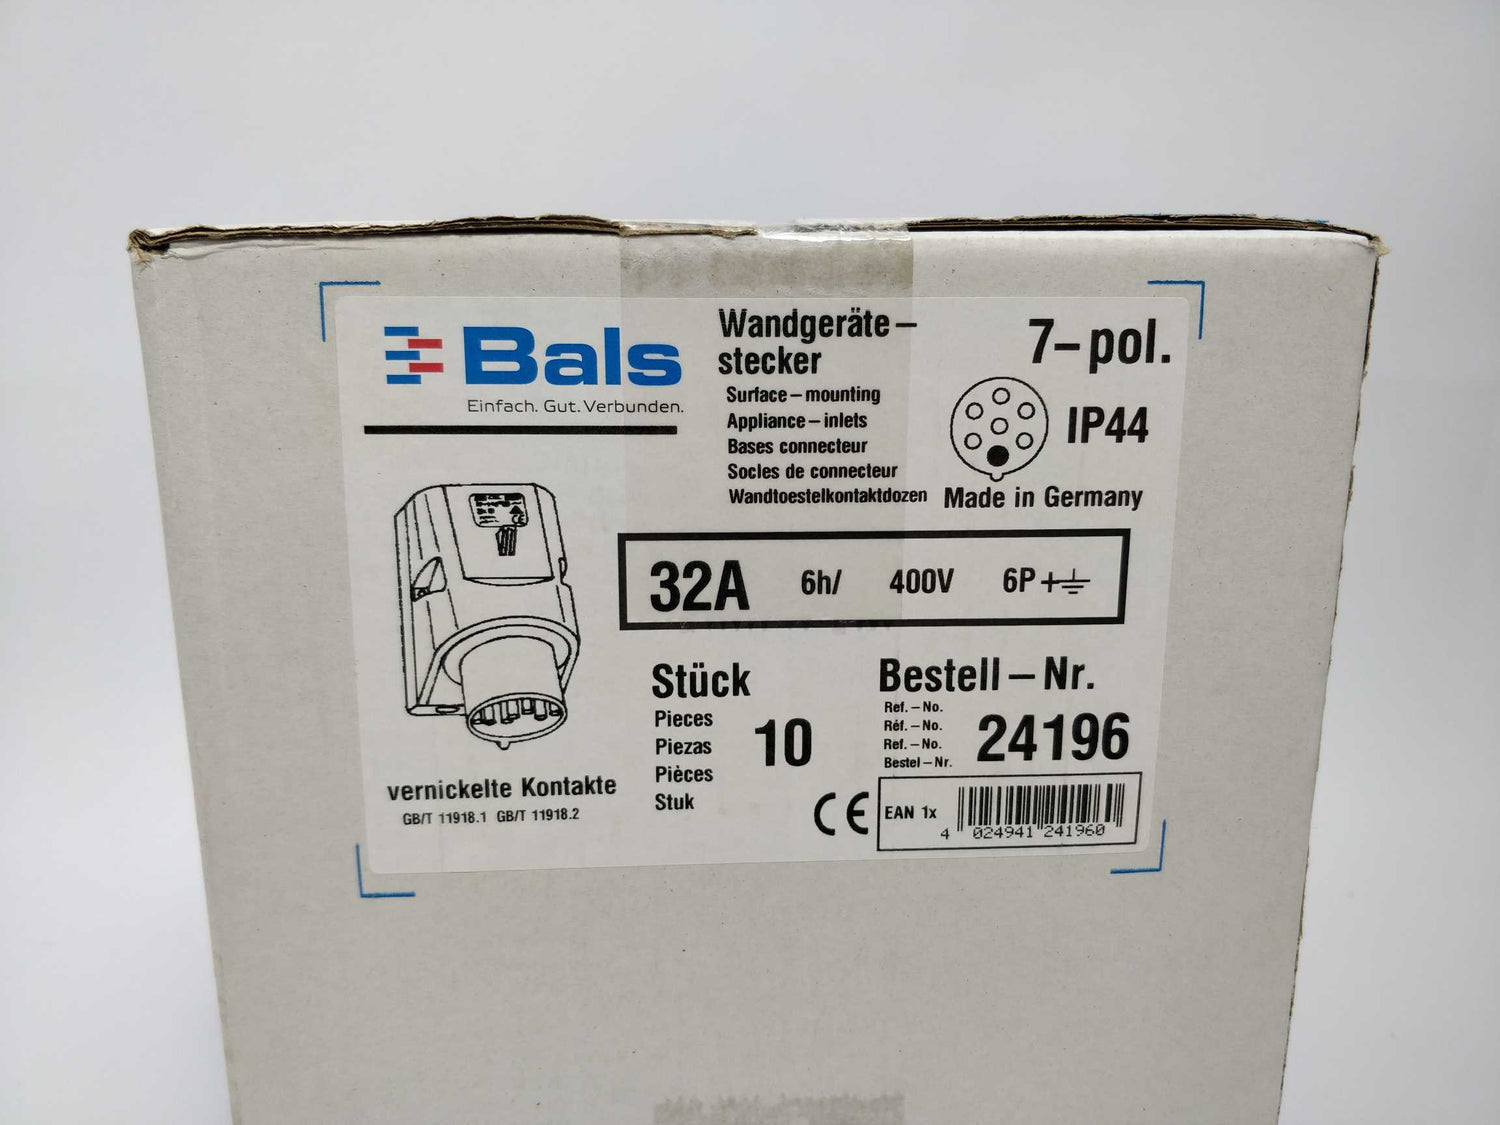 Bals
Einfach. Gut. Verbunden.
Wandgeräte–
stecker
Surface–mounting
Appliance–inlets
Bases connecteur
Socles de connecteur
Wandtoestelkontaktdozen
7–pol.
IP44
Made in Germany
32A 6h/ 400V 6P+⏚
vernickelte Kontakte
GB/T 11918.1 GB/T 11918.2
Stück
Pieces
Piezas
Pièces
Stuk
10
Bestell–Nr.
Ref.–No.
Réf.–No.
Ref.–No.
Bestel–Nr.
24196
CE
EAN 1x
4 024941 241960